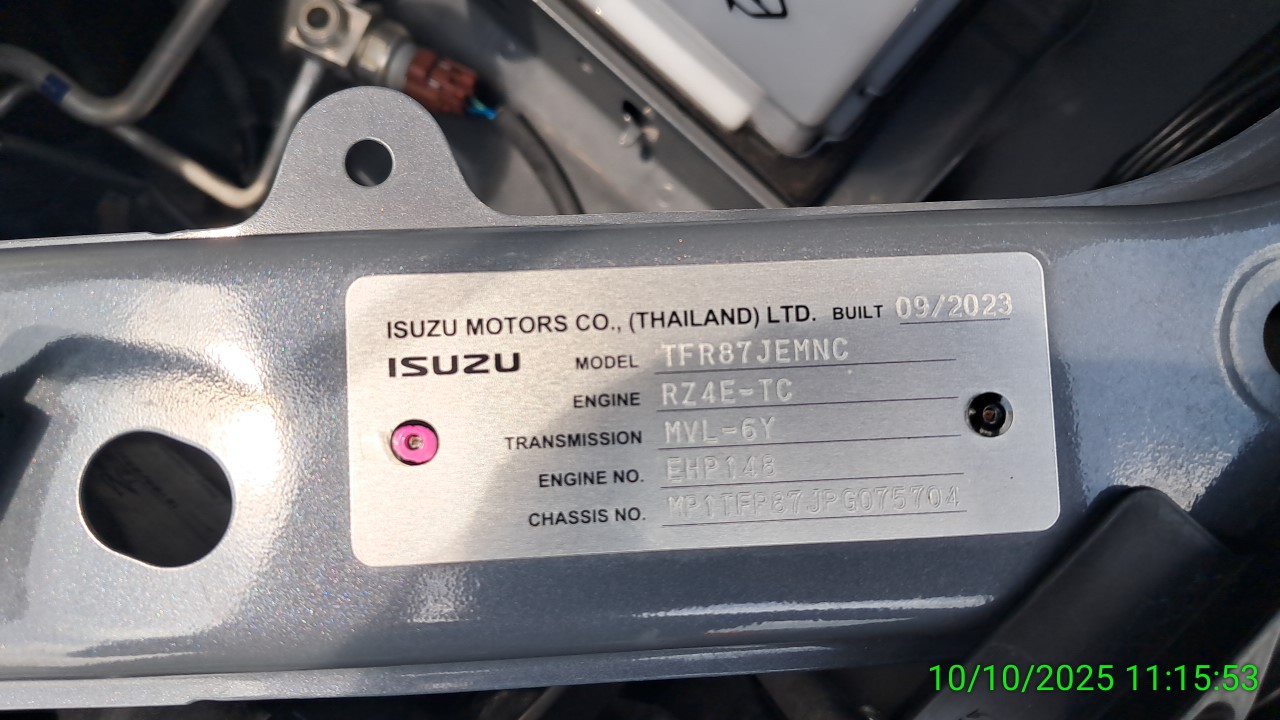 ISUZU MOTORS CO., (THAILAND) LTD. BUILT 09/2023
ISUZU MODEL TFR87JEMNC
ENGINE RZ4E-TC
TRANSMISSION MVL-6Y
ENGINE NO. EHP148
CHASSIS NO. MP1TFR87JPG075704
10/10/2025 11:15:53